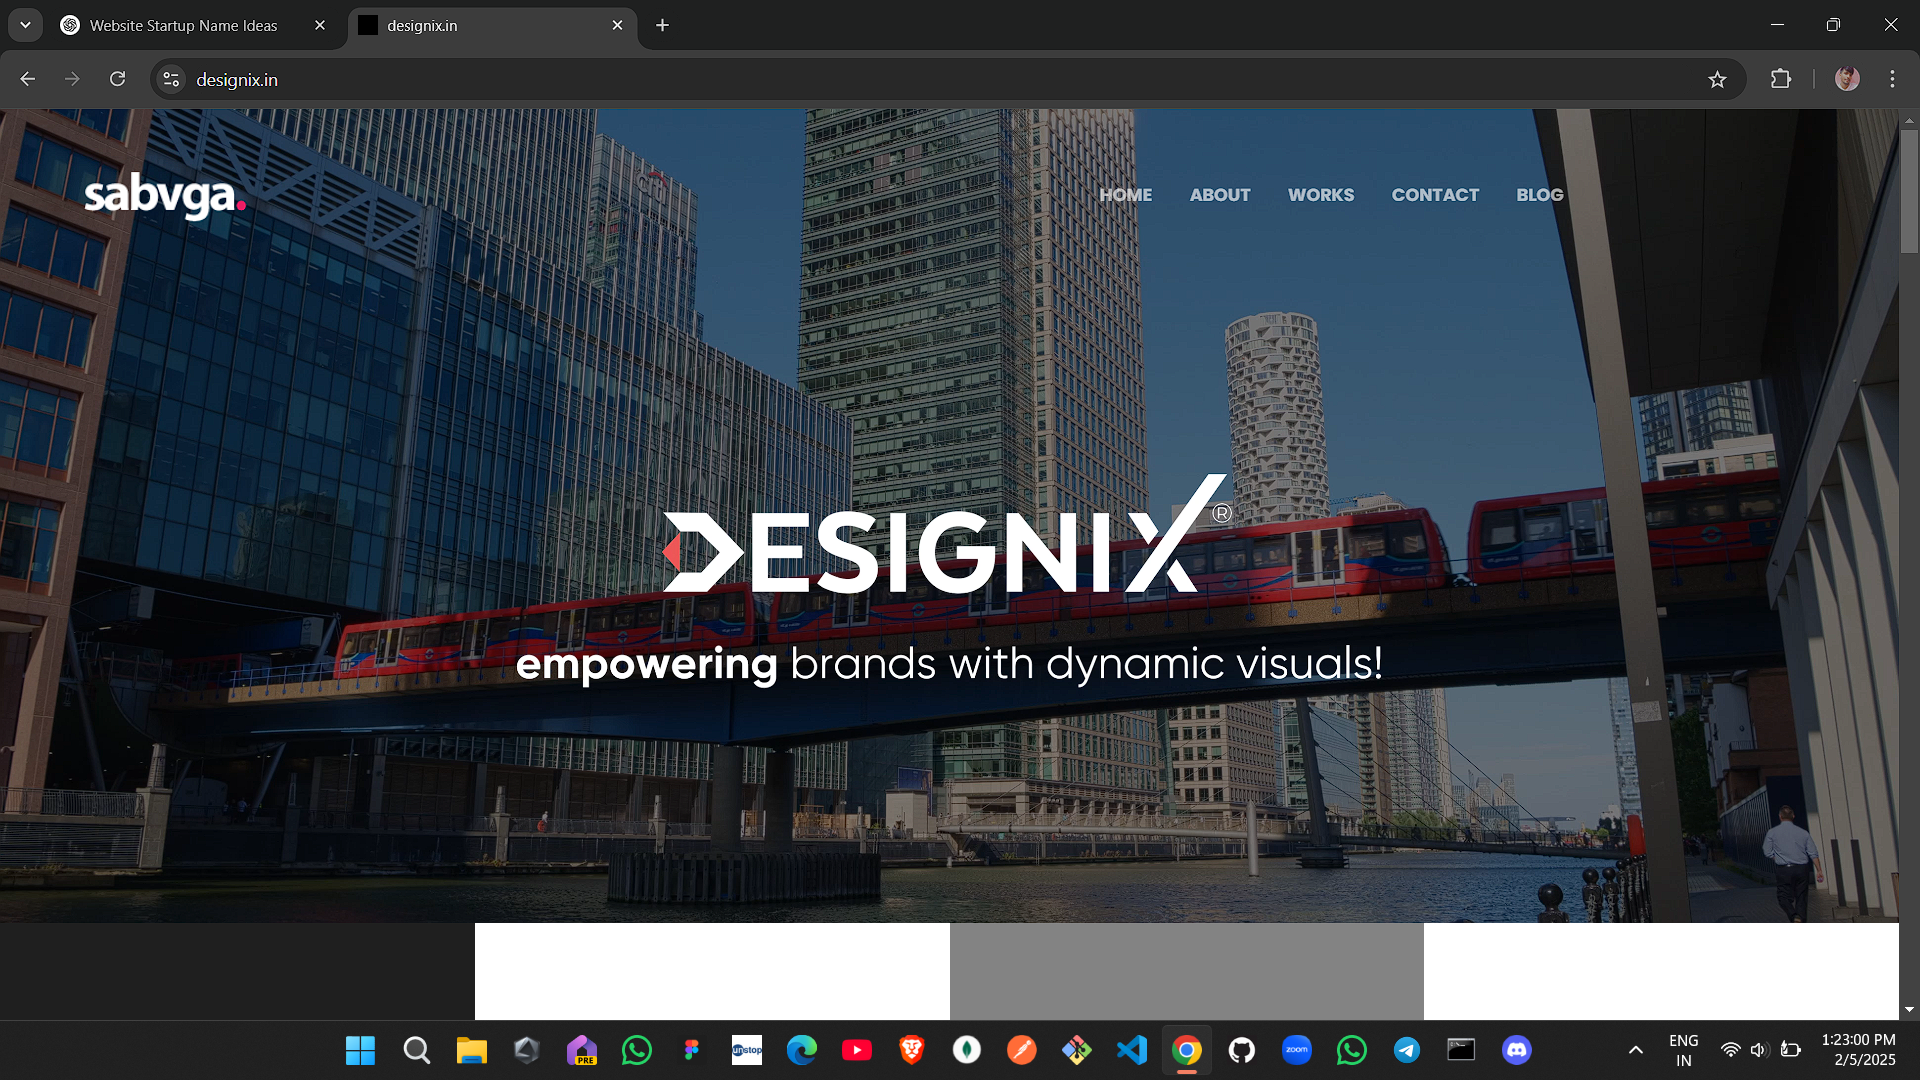 Website Startup Name Ideas
designix.in
designix.in
citi
sabvga.
HOME ABOUT WORKS CONTACT BLOG
DESIGNIX®
empowering brands with dynamic visuals!
PRE
unstop
zoom
ENG
IN
1:23:00 PM
2/5/2025